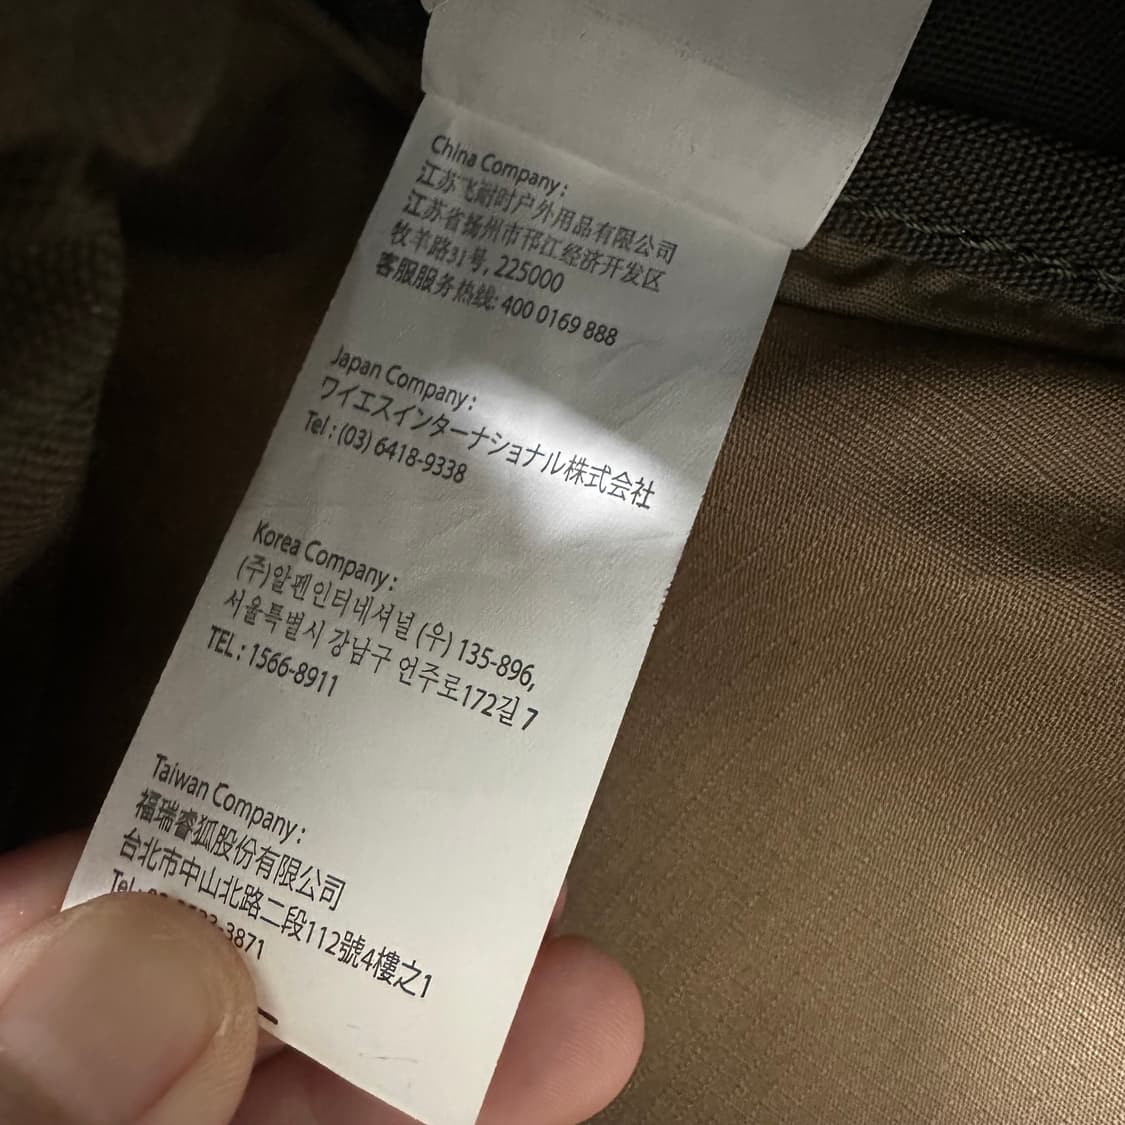 China Company :
江苏飞耐时户外用品有限公司
江苏省扬州市邗江经济开发区
牧羊路31号, 225000
客服服务热线: 400 0169 888
Japan Company :
ワイエスインターナショナル株式会社
Tel : (03) 6418-9338
Korea Company :
(주)알펜인터내셔널 (우) 135-896,
서울특별시 강남구 언주로172길 7
TEL : 1566-8911
Taiwan Company :
福瑞睿狐股份有限公司
台北市中山北路二段112號4樓之1
Tel : 3871